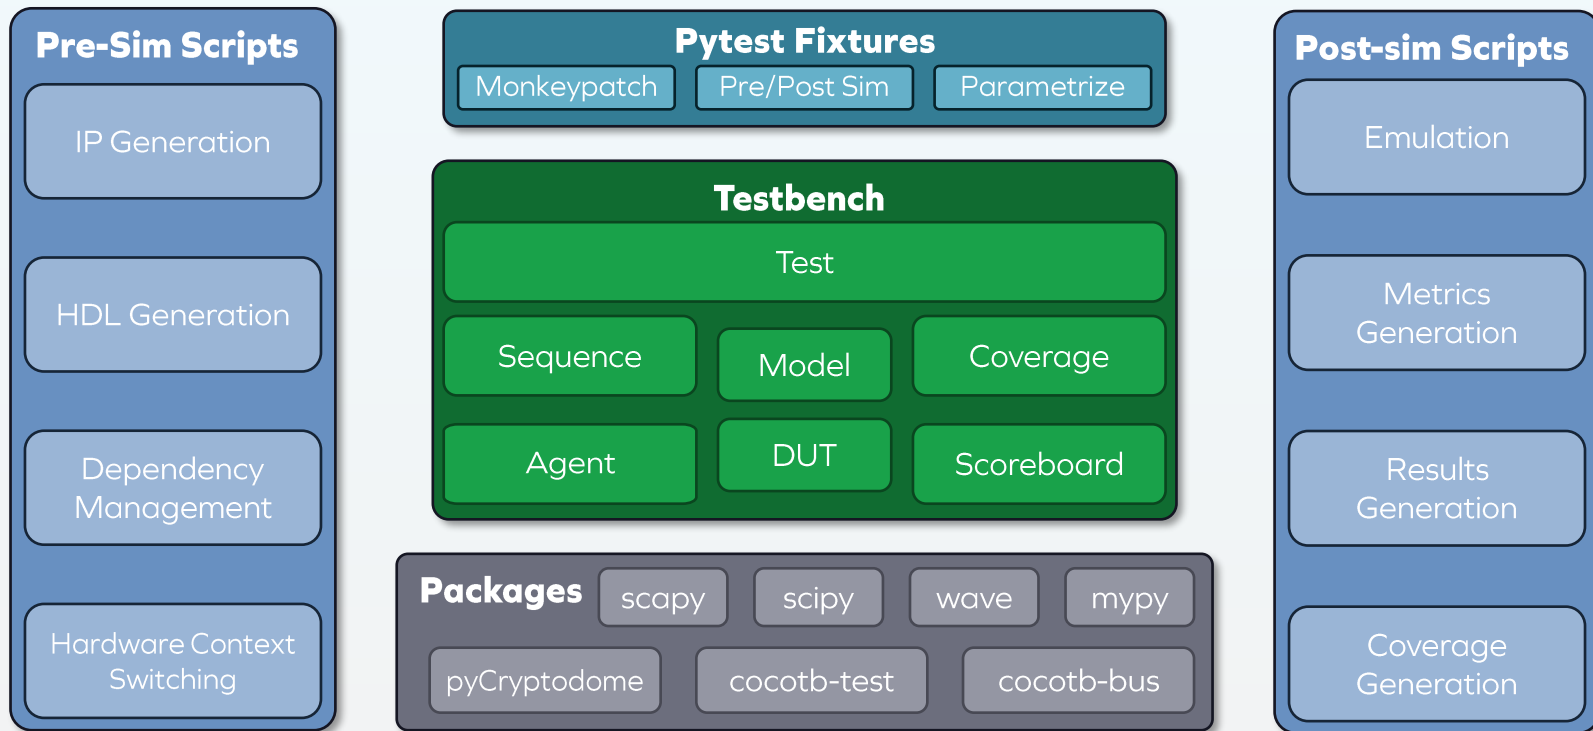 Pre-Sim Scripts
IP Generation
HDL Generation
Dependency
Management
Hardware Context
Switching
Pytest Fixtures
Monkeypatch
Pre/Post Sim
Parametrize
Testbench
Test
Sequence
Model
Coverage
Agent
DUT
Scoreboard
Packages
scapy
scipy
wave
mypy
pyCryptodome
cocotb-test
cocotb-bus
Post-sim Scripts
Emulation
Metrics
Generation
Results
Generation
Coverage
Generation